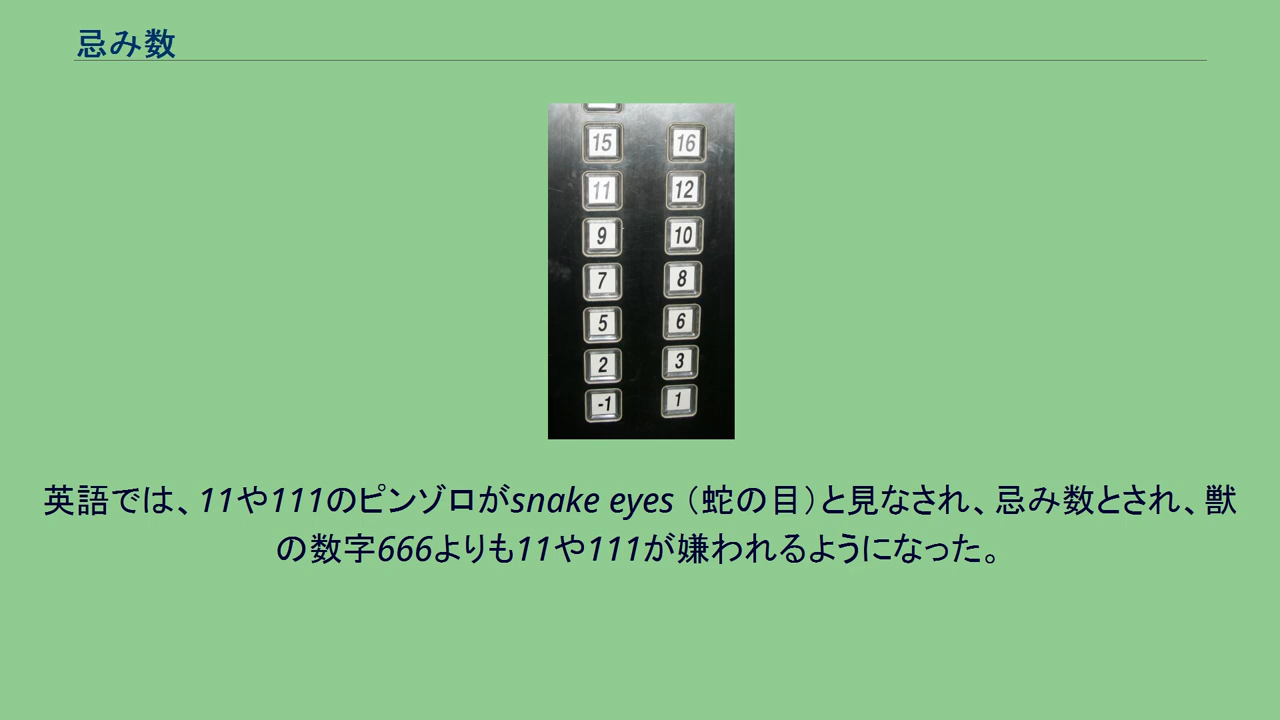 忌み数
15 16
11 12
9 10
7 8
5 6
2 3
-1 1
英語では、11や111のピンゾロがsnake eyes（蛇の目）と見なされ、忌み数とされ、獣
の数字666よりも11や111が嫌われるようになった。